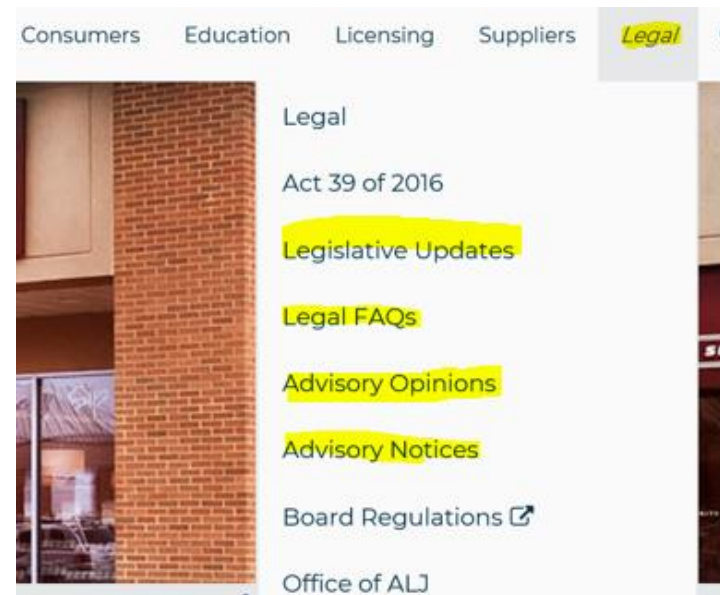 Consumers Education Licensing Suppliers Legal
Legal
Act 39 of 2016
Legislative Updates
Legal FAQs
Advisory Opinions
Advisory Notices
Board Regulations
Office of ALJ